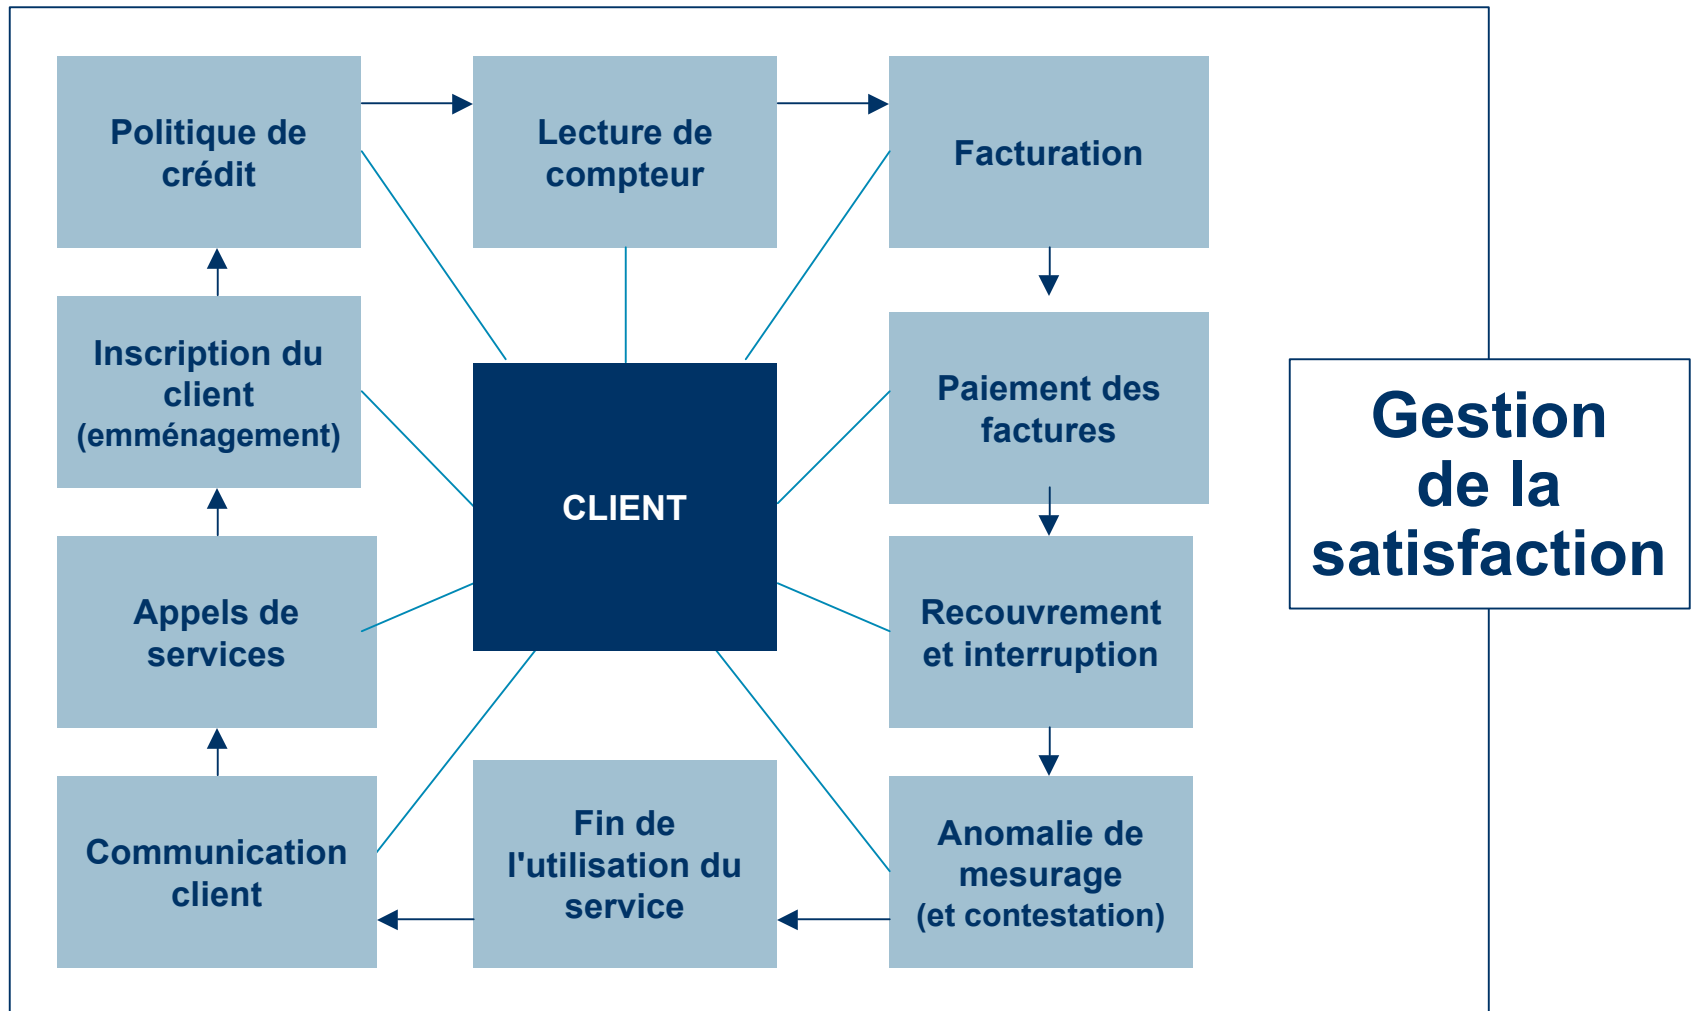 Politique de
crédit
Lecture de
compteur
Facturation
Inscription du
client
(emménagement)
CLIENT
Paiement des
factures
Gestion
de la
satisfaction
Appels de
services
Recouvrement
et interruption
Communication
client
Fin de
l'utilisation du
service
Anomalie de
mesurage
(et contestation)